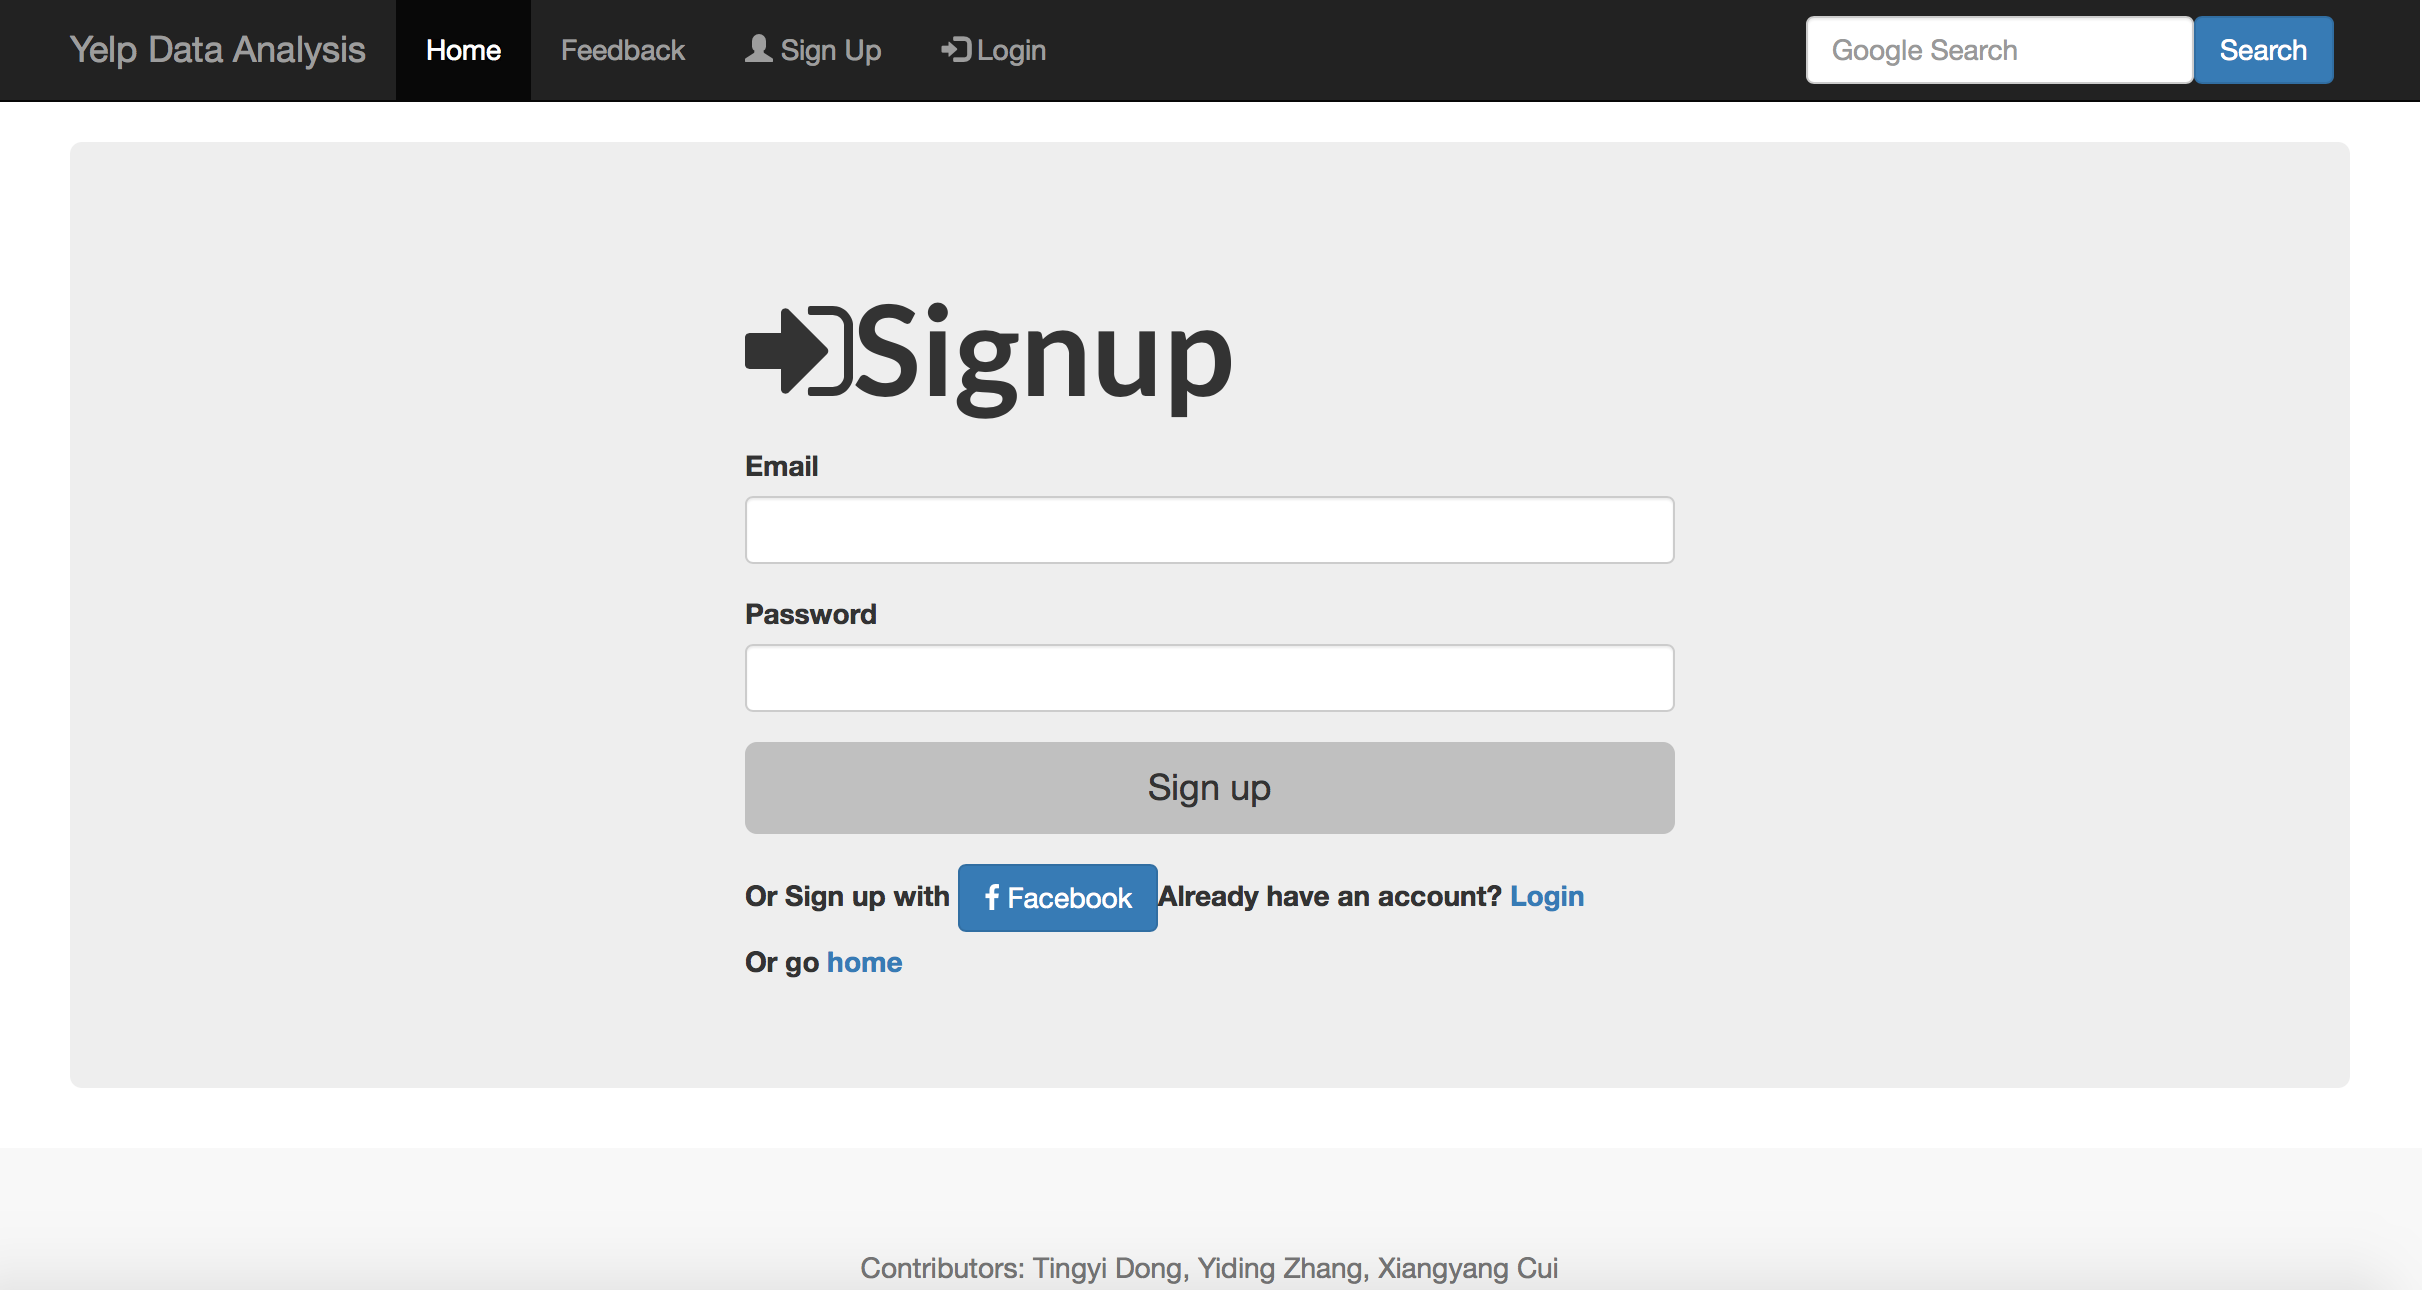 Yelp Data Analysis Home Feedback Sign Up Login Google Search Search
Signup
Email
Password
Sign up
Or Sign up with Facebook Already have an account? Login
Or go home
Contributors: Tingyi Dong, Yiding Zhang, Xiangyang Cui